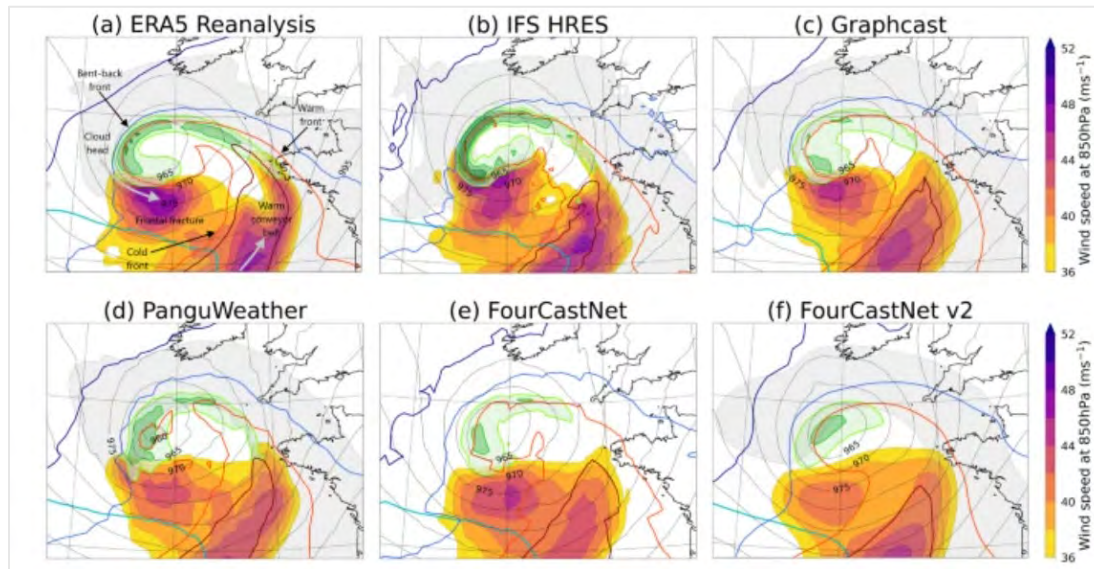 (a) ERA5 Reanalysis
(b) IFS HRES
(c) Graphcast
Bent-back
front
Cloud
head
Warm
front
965
970
975
995
Frontal fracture
Warm
conveyor
belt
Cold
front
975
970
975
965
970
52
48
44
40
36
Wind speed at 850hPa (ms⁻¹)
(d) PanguWeather
(e) FourCastNet
(f) FourCastNet v2
975
960
965
970
970
975
965
970
975
52
48
44
40
36
Wind speed at 850hPa (ms⁻¹)